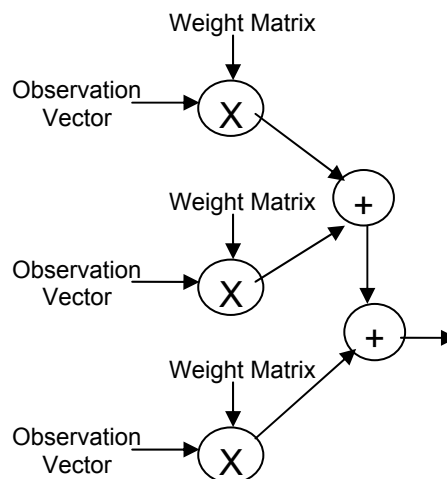 Weight Matrix
Observation
Vector
X
+
Weight Matrix
Observation
Vector
X
+
Weight Matrix
Observation
Vector
X